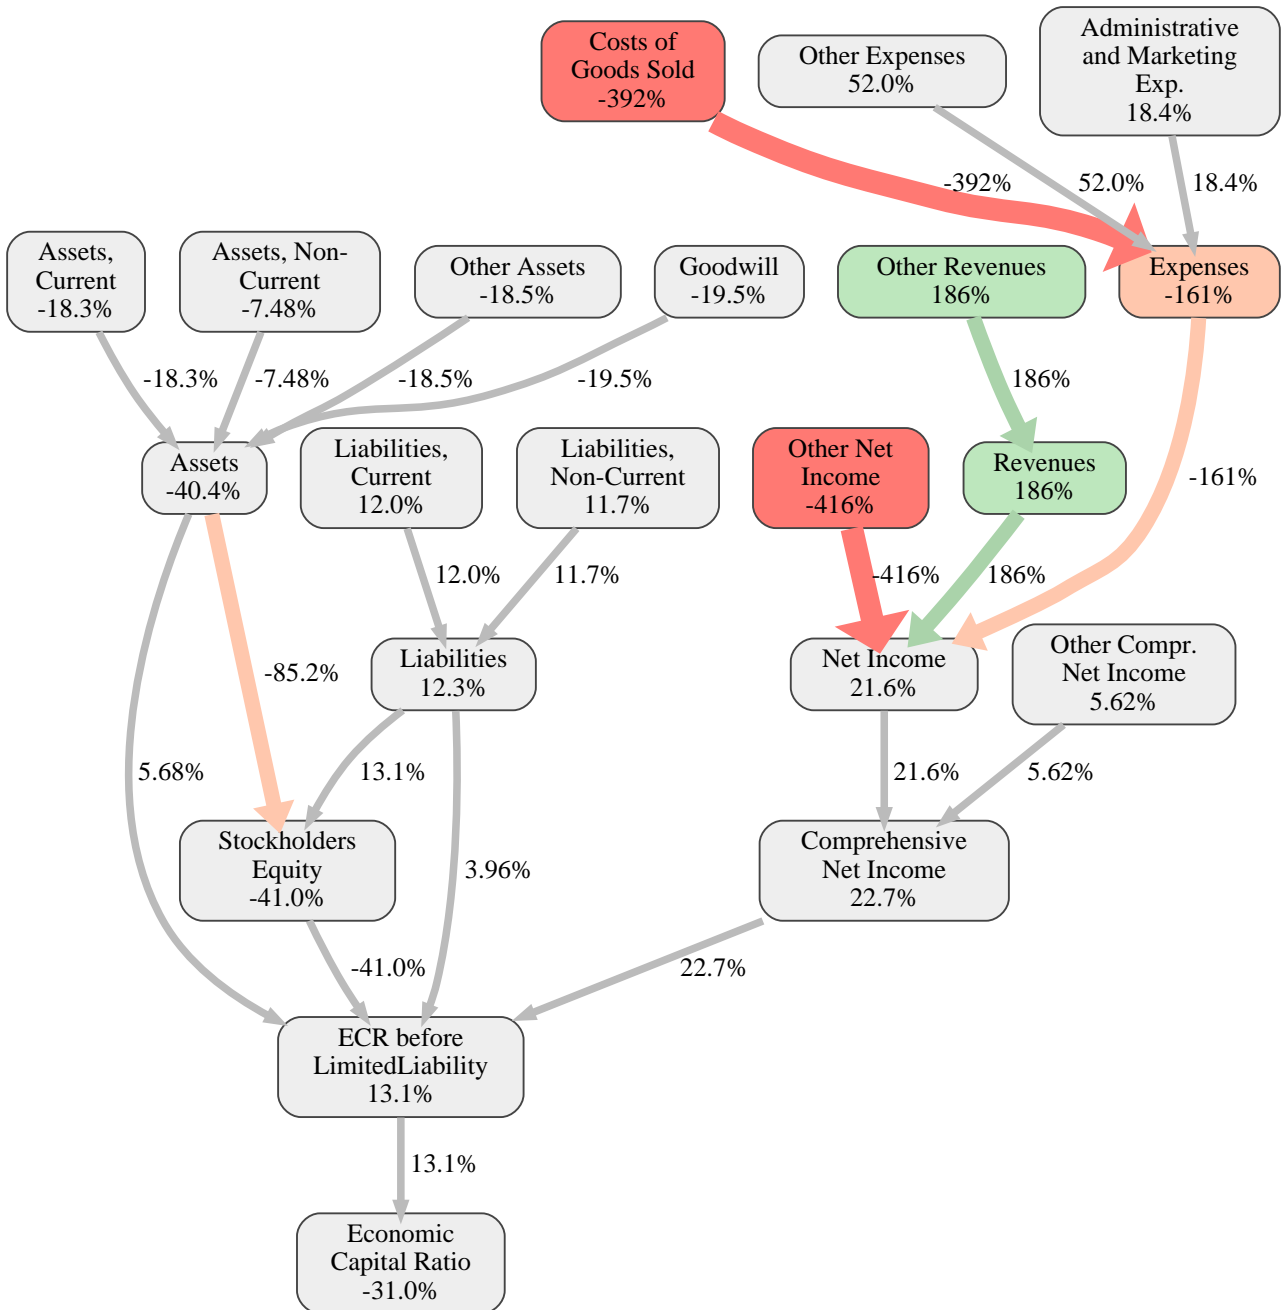 Costs of
Goods Sold
-392%
Other Expenses
52.0%
Administrative
and Marketing
Exp.
18.4%
-392%
52.0%
18.4%
Assets,
Current
-18.3%
Assets, Non-
Current
-7.48%
Other Assets
-18.5%
Goodwill
-19.5%
Other Revenues
186%
Expenses
-161%
-18.3%
-7.48%
-18.5%
-19.5%
186%
-161%
Assets
-40.4%
Liabilities,
Current
12.0%
Liabilities,
Non-Current
11.7%
Other Net
Income
-416%
Revenues
186%
12.0%
11.7%
-416%
186%
-85.2%
Liabilities
12.3%
Net Income
21.6%
Other Compr.
Net Income
5.62%
5.68%
13.1%
3.96%
21.6%
5.62%
Stockholders
Equity
-41.0%
Comprehensive
Net Income
22.7%
-41.0%
22.7%
ECR before
LimitedLiability
13.1%
13.1%
Economic
Capital Ratio
-31.0%